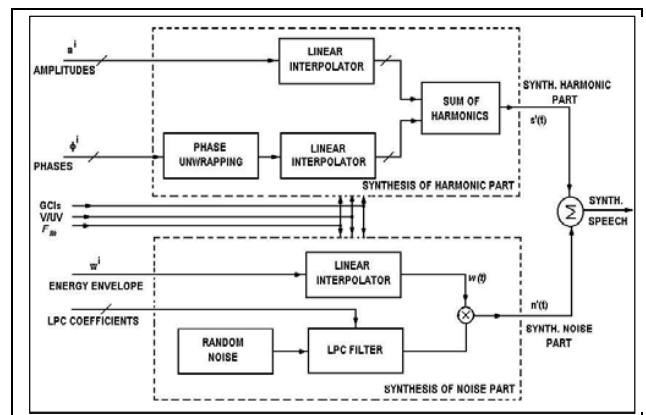 a^i
AMPLITUDES
LINEAR
INTERPOLATOR
SUM OF
HARMONICS
SYNTH. HARMONIC
PART
s'(t)
ϕ^i
PHASES
PHASE
UNWRAPPING
LINEAR
INTERPOLATOR
SYNTHESIS OF HARMONIC PART
GCIs
V/UV
F_m
Σ
SYNTH.
SPEECH
w^i
ENERGY ENVELOPE
LINEAR
INTERPOLATOR
w(t)
n'(t)
LPC COEFFICIENTS
RANDOM
NOISE
LPC FILTER
SYNTH. NOISE
PART
SYNTHESIS OF NOISE PART